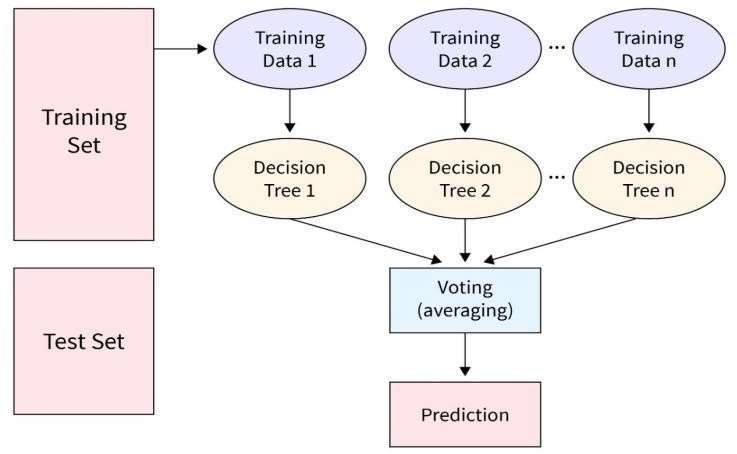 Training
Set
Training
Data 1
Training
Data 2
...
Training
Data n
Decision
Tree 1
Decision
Tree 2
...
Decision
Tree n
Test Set
Voting
(averaging)
Prediction